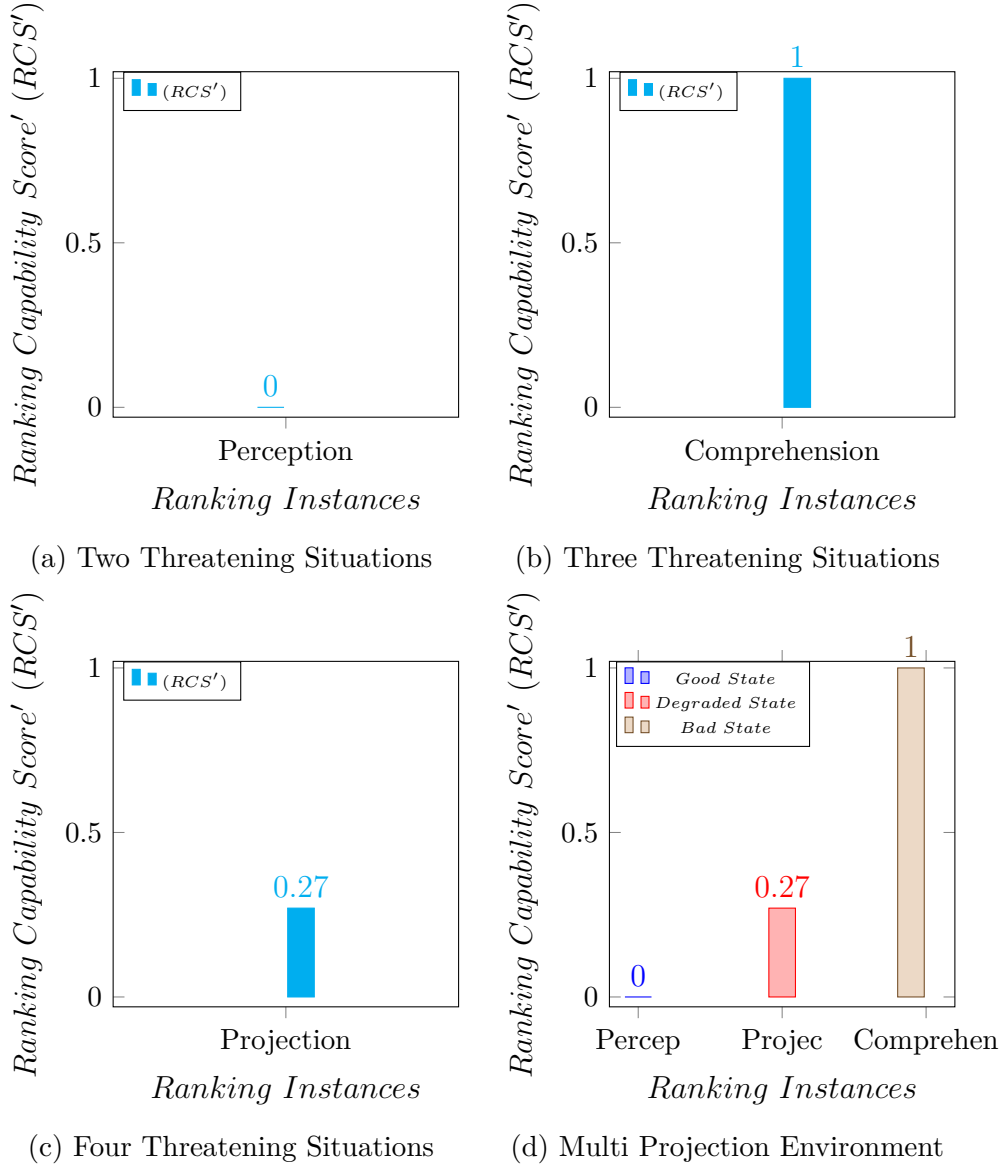 Ranking Capability Score′ (RCS′)
1
0.5
0
(RCS′)
0
Perception
Ranking Instances
(a) Two Threatening Situations
Ranking Capability Score′ (RCS′)
1
0.5
0
(RCS′)
1
Comprehension
Ranking Instances
(b) Three Threatening Situations
Ranking Capability Score′ (RCS′)
1
0.5
0
(RCS′)
0.27
Projection
Ranking Instances
(c) Four Threatening Situations
Ranking Capability Score′ (RCS′)
1
0.5
0
Good State
Degraded State
Bad State
0
0.27
1
Percep Projec Comprehen
Ranking Instances
(d) Multi Projection Environment